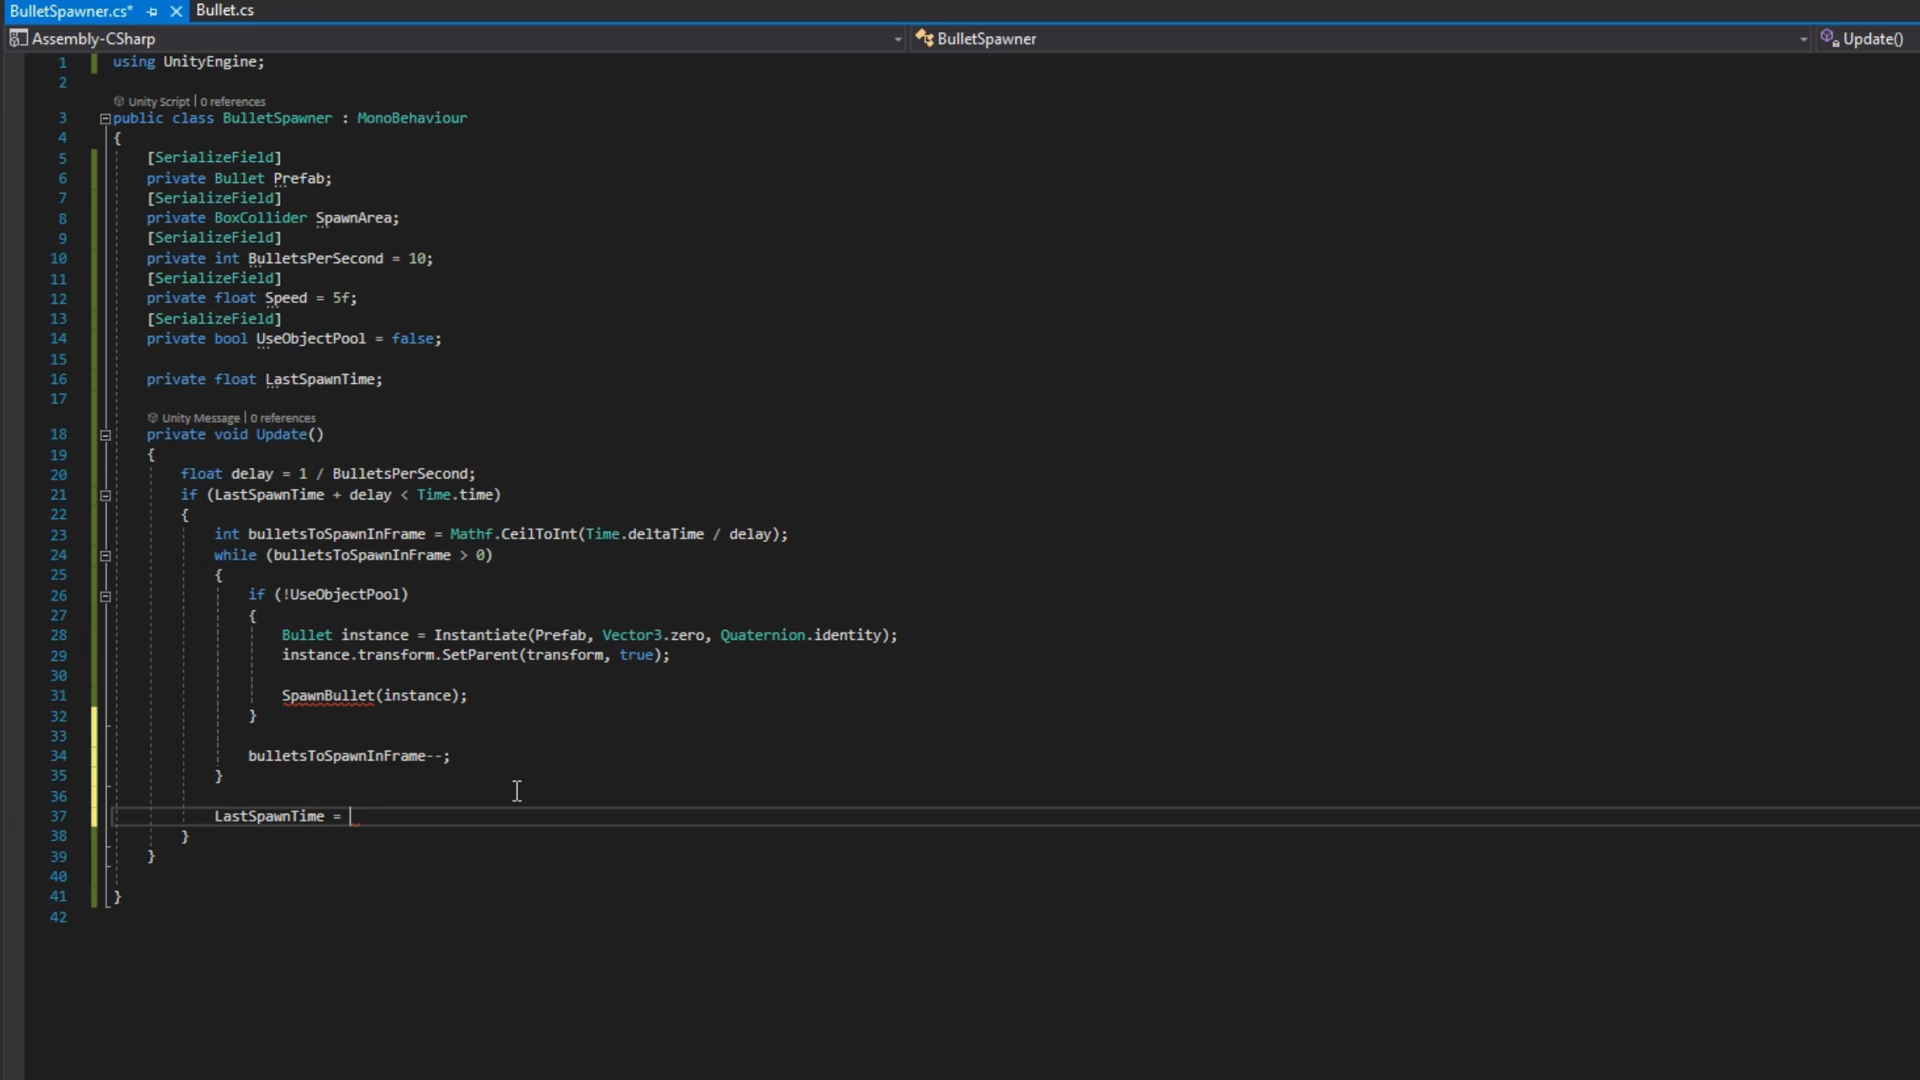 BulletSpawner.cs* Bullet.cs
Assembly-CSharp BulletSpawner Update()
1 using UnityEngine;
2
Unity Script | 0 references
3 public class BulletSpawner : MonoBehaviour
4 {
5 [SerializeField]
6 private Bullet Prefab;
7 [SerializeField]
8 private BoxCollider SpawnArea;
9 [SerializeField]
10 private int BulletsPerSecond = 10;
11 [SerializeField]
12 private float Speed = 5f;
13 [SerializeField]
14 private bool UseObjectPool = false;
15
16 private float LastSpawnTime;
17
Unity Message | 0 references
18 private void Update()
19 {
20 float delay = 1 / BulletsPerSecond;
21 if (LastSpawnTime + delay < Time.time)
22 {
23 int bulletsToSpawnInFrame = Mathf.CeilToInt(Time.deltaTime / delay);
24 while (bulletsToSpawnInFrame > 0)
25 {
26 if (!UseObjectPool)
27 {
28 Bullet instance = Instantiate(Prefab, Vector3.zero, Quaternion.identity);
29 instance.transform.SetParent(transform, true);
30
31 SpawnBullet(instance);
32 }
33
34 bulletsToSpawnInFrame--;
35 }
36
37 LastSpawnTime =
38 }
39 }
40
41 }
42